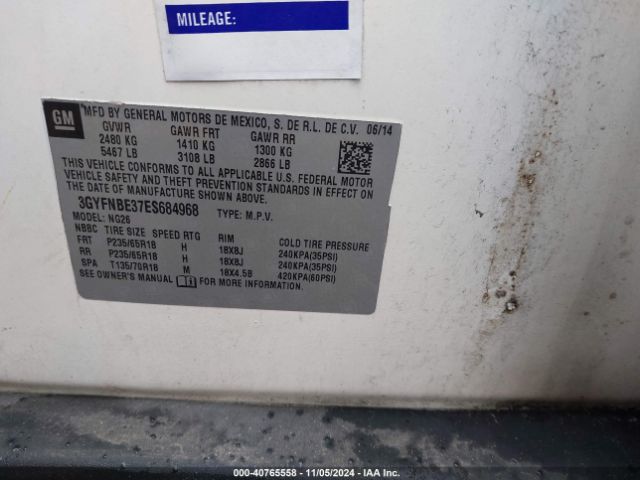 MILEAGE:
GM
MFD BY GENERAL MOTORS DE MEXICO, S. DE R.L. DE C.V. 06/14
GVWR GAWR FRT GAWR RR
2480 KG 1410 KG 1300 KG
5467 LB 3108 LB 2866 LB
THIS VEHICLE CONFORMS TO ALL APPLICABLE U.S. FEDERAL MOTOR
VEHICLE SAFETY AND THEFT PREVENTION STANDARDS IN EFFECT ON
THE DATE OF MANUFACTURE SHOWN ABOVE.
3GYFNBE37ES684968 TYPE: M.P.V.
MODEL: NG26
NB8C TIRE SIZE SPEED RTG RIM COLD TIRE PRESSURE
FRT P235/65R18 H 18X8J 240KPA(35PSI)
RR P235/65R18 H 18X8J 240KPA(35PSI)
SPA T135/70R18 M 18X4.5B 420KPA(60PSI)
SEE OWNER'S MANUAL FOR MORE INFORMATION.
000-40765558 — 11/05/2024 — IAA Inc.